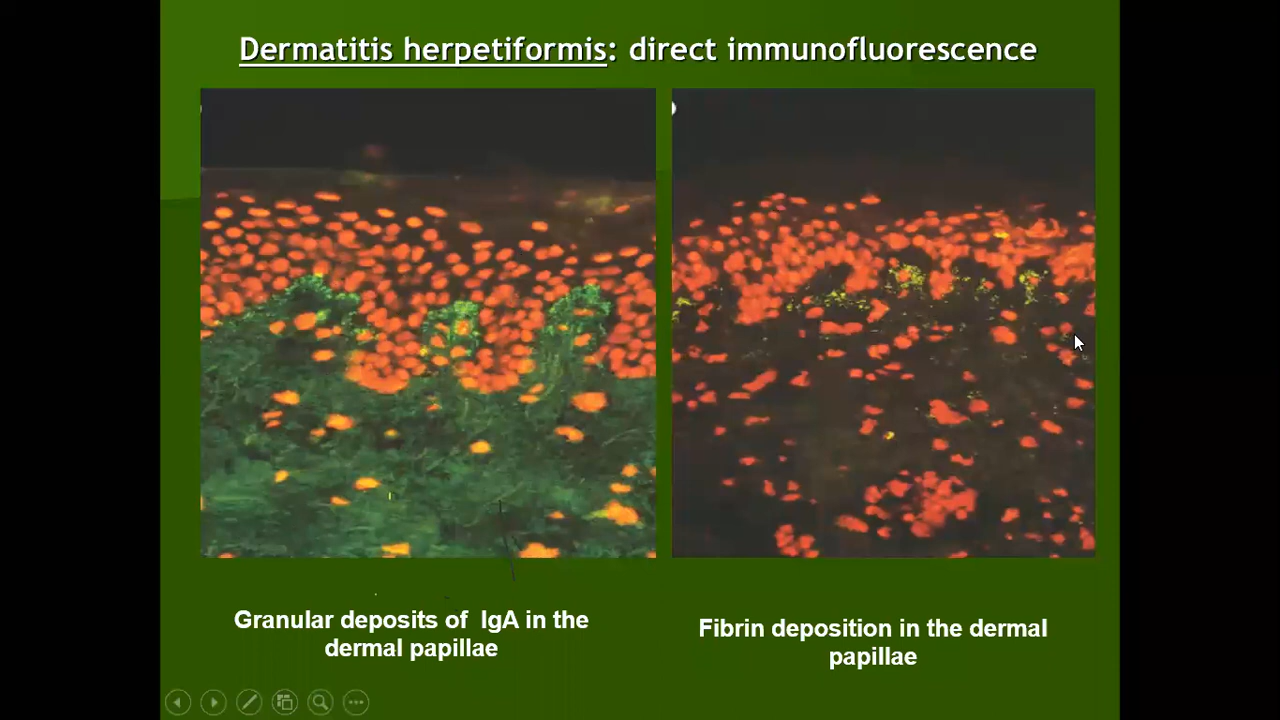 Dermatitis herpetiformis: direct immunofluorescence
Granular deposits of IgA in the
dermal papillae
Fibrin deposition in the dermal
papillae